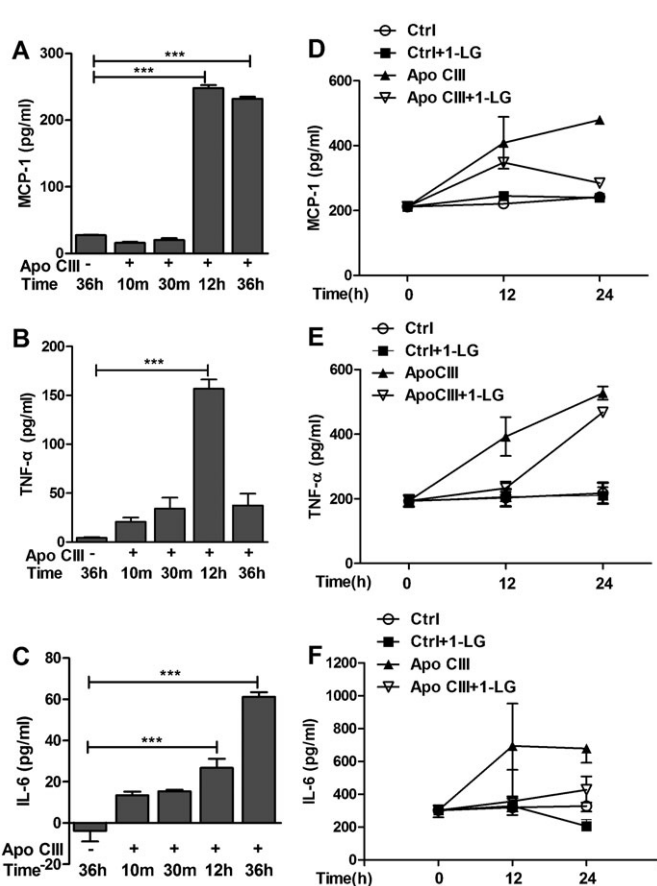 A
MCP-1 (pg/ml)
300
200
100
0
***
***
Apo CIII - + + + +
Time 36h 10m 30m 12h 36h
D
Ctrl
Ctrl+1-LG
Apo CIII
Apo CIII+1-LG
MCP-1 (pg/ml)
600
400
200
0
Time(h) 0 12 24
B
TNF-α (pg/ml)
200
150
100
50
0
***
Apo CIII - + + + +
Time 36h 10m 30m 12h 36h
E
Ctrl
Ctrl+1-LG
ApoCIII
ApoCIII+1-LG
TNF-α (pg/ml)
600
400
200
0
Time(h) 0 12 24
C
IL-6 (pg/ml)
80
60
40
20
0
-20
***
***
Apo CIII - + + + +
Time 36h 10m 30m 12h 36h
F
Ctrl
Ctrl+1-LG
Apo CIII
Apo CIII+1-LG
IL-6 (pg/ml)
1200
1000
800
600
400
200
0
Time(h) 0 12 24